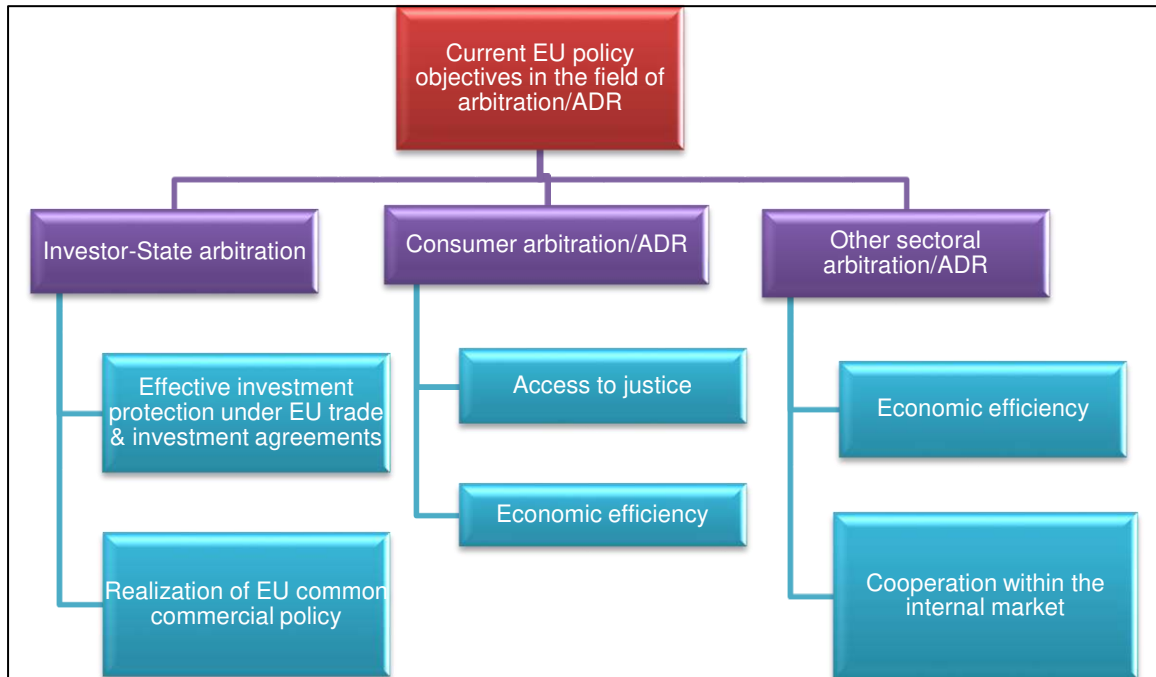 Current EU policy
objectives in the field of
arbitration/ADR
Investor-State arbitration
Consumer arbitration/ADR
Other sectoral
arbitration/ADR
Effective investment
protection under EU trade
& investment agreements
Access to justice
Economic efficiency
Economic efficiency
Realization of EU common
commercial policy
Cooperation within the
internal market